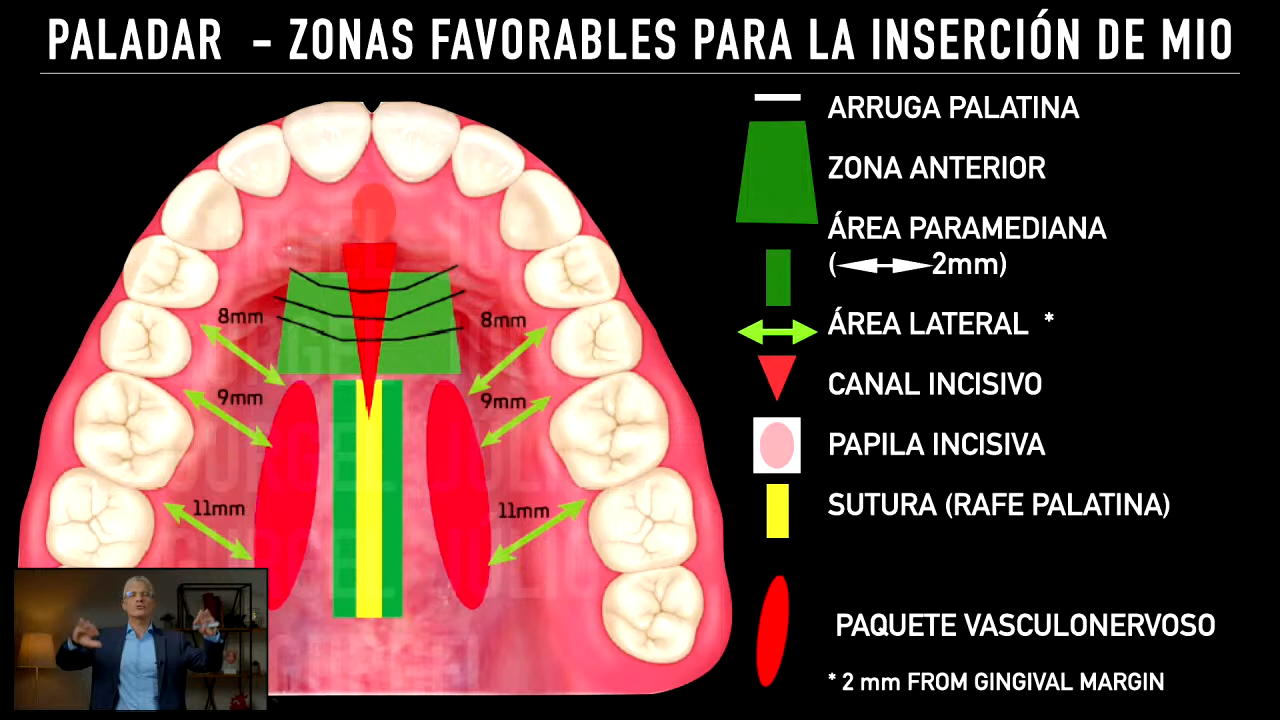 PALADAR - ZONAS FAVORABLES PARA LA INSERCIÓN DE MIO
ARRUGA PALATINA
ZONA ANTERIOR
ÁREA PARAMEDIANA
(2mm)
ÁREA LATERAL *
CANAL INCISIVO
PAPILA INCISIVA
SUTURA (RAFE PALATINA)
PAQUETE VASCULONERVOSO
* 2 mm FROM GINGIVAL MARGIN
8mm
8mm
9mm
9mm
11mm
11mm